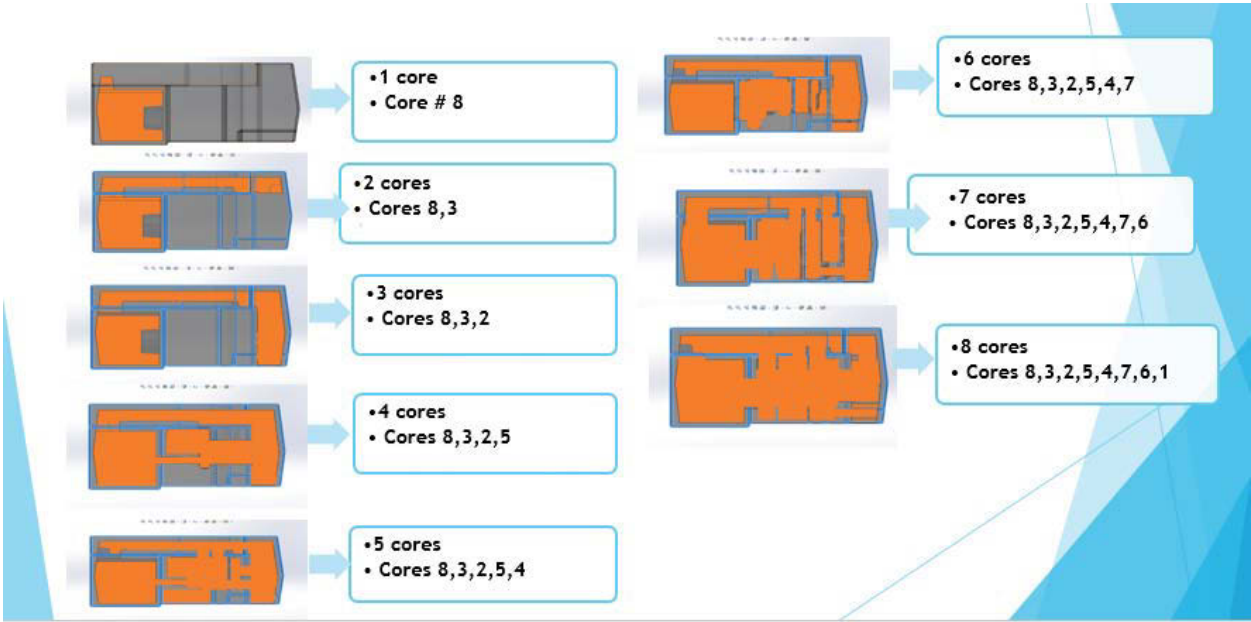 •1 core
• Core # 8
•2 cores
• Cores 8,3
•3 cores
• Cores 8,3,2
•4 cores
• Cores 8,3,2,5
•5 cores
• Cores 8,3,2,5,4
•6 cores
• Cores 8,3,2,5,4,7
•7 cores
• Cores 8,3,2,5,4,7,6
•8 cores
• Cores 8,3,2,5,4,7,6,1